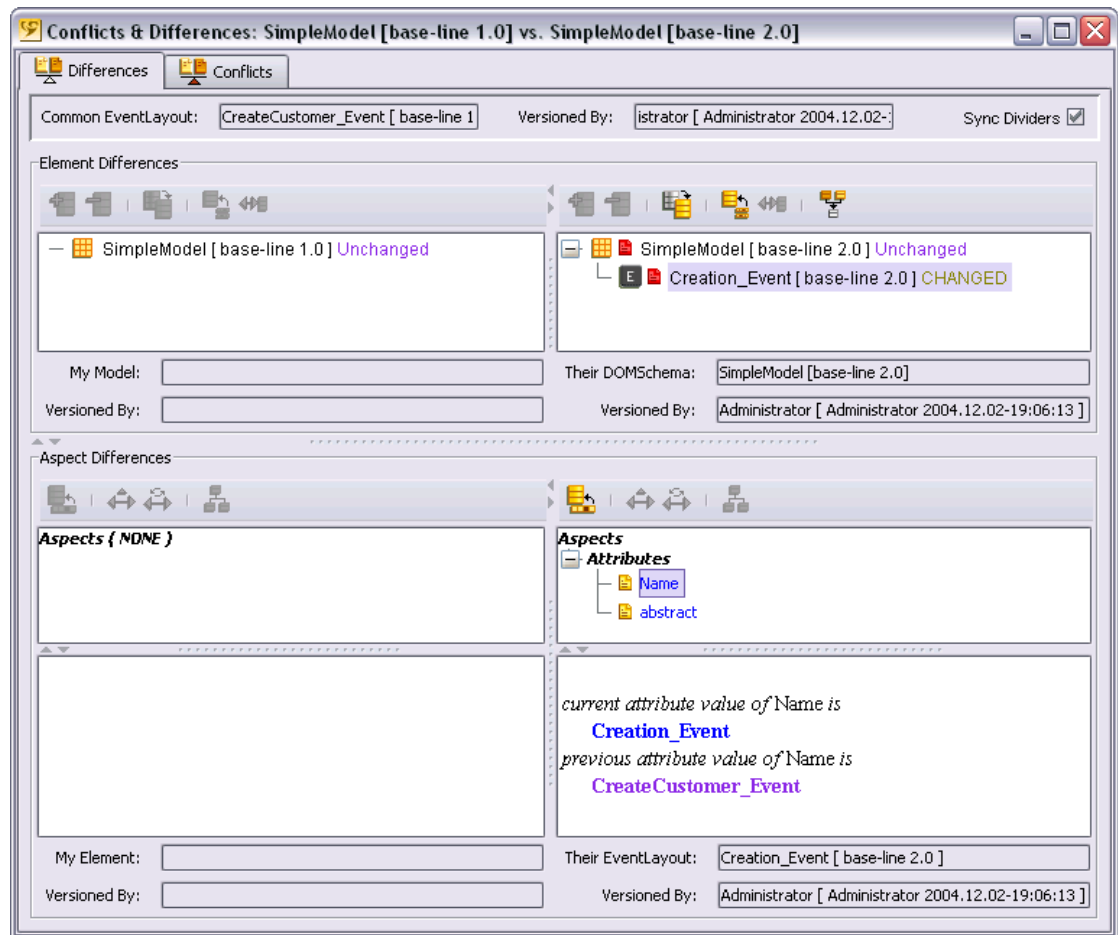 Conflicts & Differences: SimpleModel [base-line 1.0] vs. SimpleModel [base-line 2.0]
Differences Conflicts
Common EventLayout: CreateCustomer_Event [ base-line 1 Versioned By: istrator [ Administrator 2004.12.02-: Sync Dividers
Element Differences
SimpleModel [ base-line 1.0 ] Unchanged
SimpleModel [ base-line 2.0 ] Unchanged
E Creation_Event [ base-line 2.0 ] CHANGED
My Model:
Their DOMSchema: SimpleModel [base-line 2.0]
Versioned By:
Versioned By: Administrator [ Administrator 2004.12.02-19:06:13 ]
Aspect Differences
Aspects { NONE }
Aspects
Attributes
Name
abstract
current attribute value of Name is
Creation_Event
previous attribute value of Name is
CreateCustomer_Event
My Element:
Their EventLayout: Creation_Event [ base-line 2.0 ]
Versioned By:
Versioned By: Administrator [ Administrator 2004.12.02-19:06:13 ]